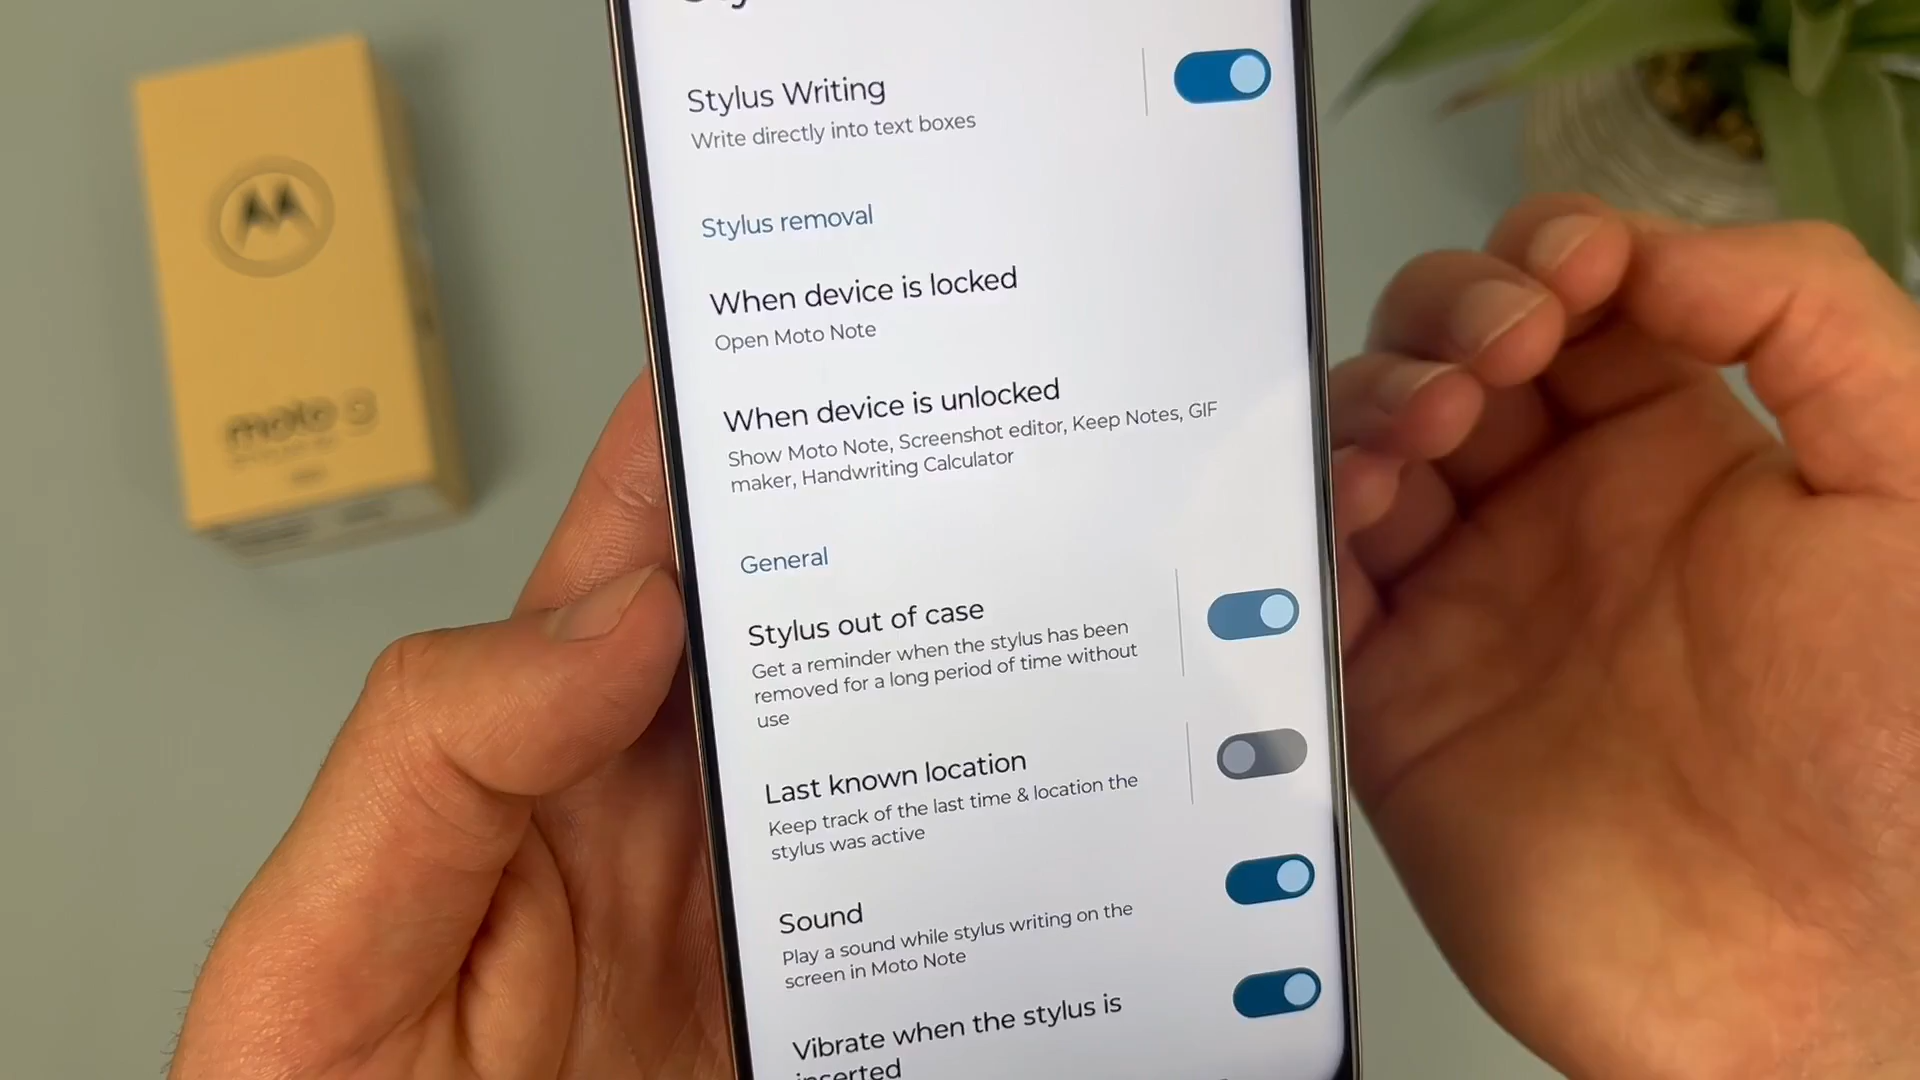 Stylus Writing
Write directly into text boxes
Stylus removal
When device is locked
Open Moto Note
When device is unlocked
Show Moto Note, Screenshot editor, Keep Notes, GIF
maker, Handwriting Calculator
General
Stylus out of case
Get a reminder when the stylus has been
removed for a long period of time without
use
Last known location
Keep track of the last time & location the
stylus was active
Sound
Play a sound while stylus writing on the
screen in Moto Note
Vibrate when the stylus is
inserted
moto g